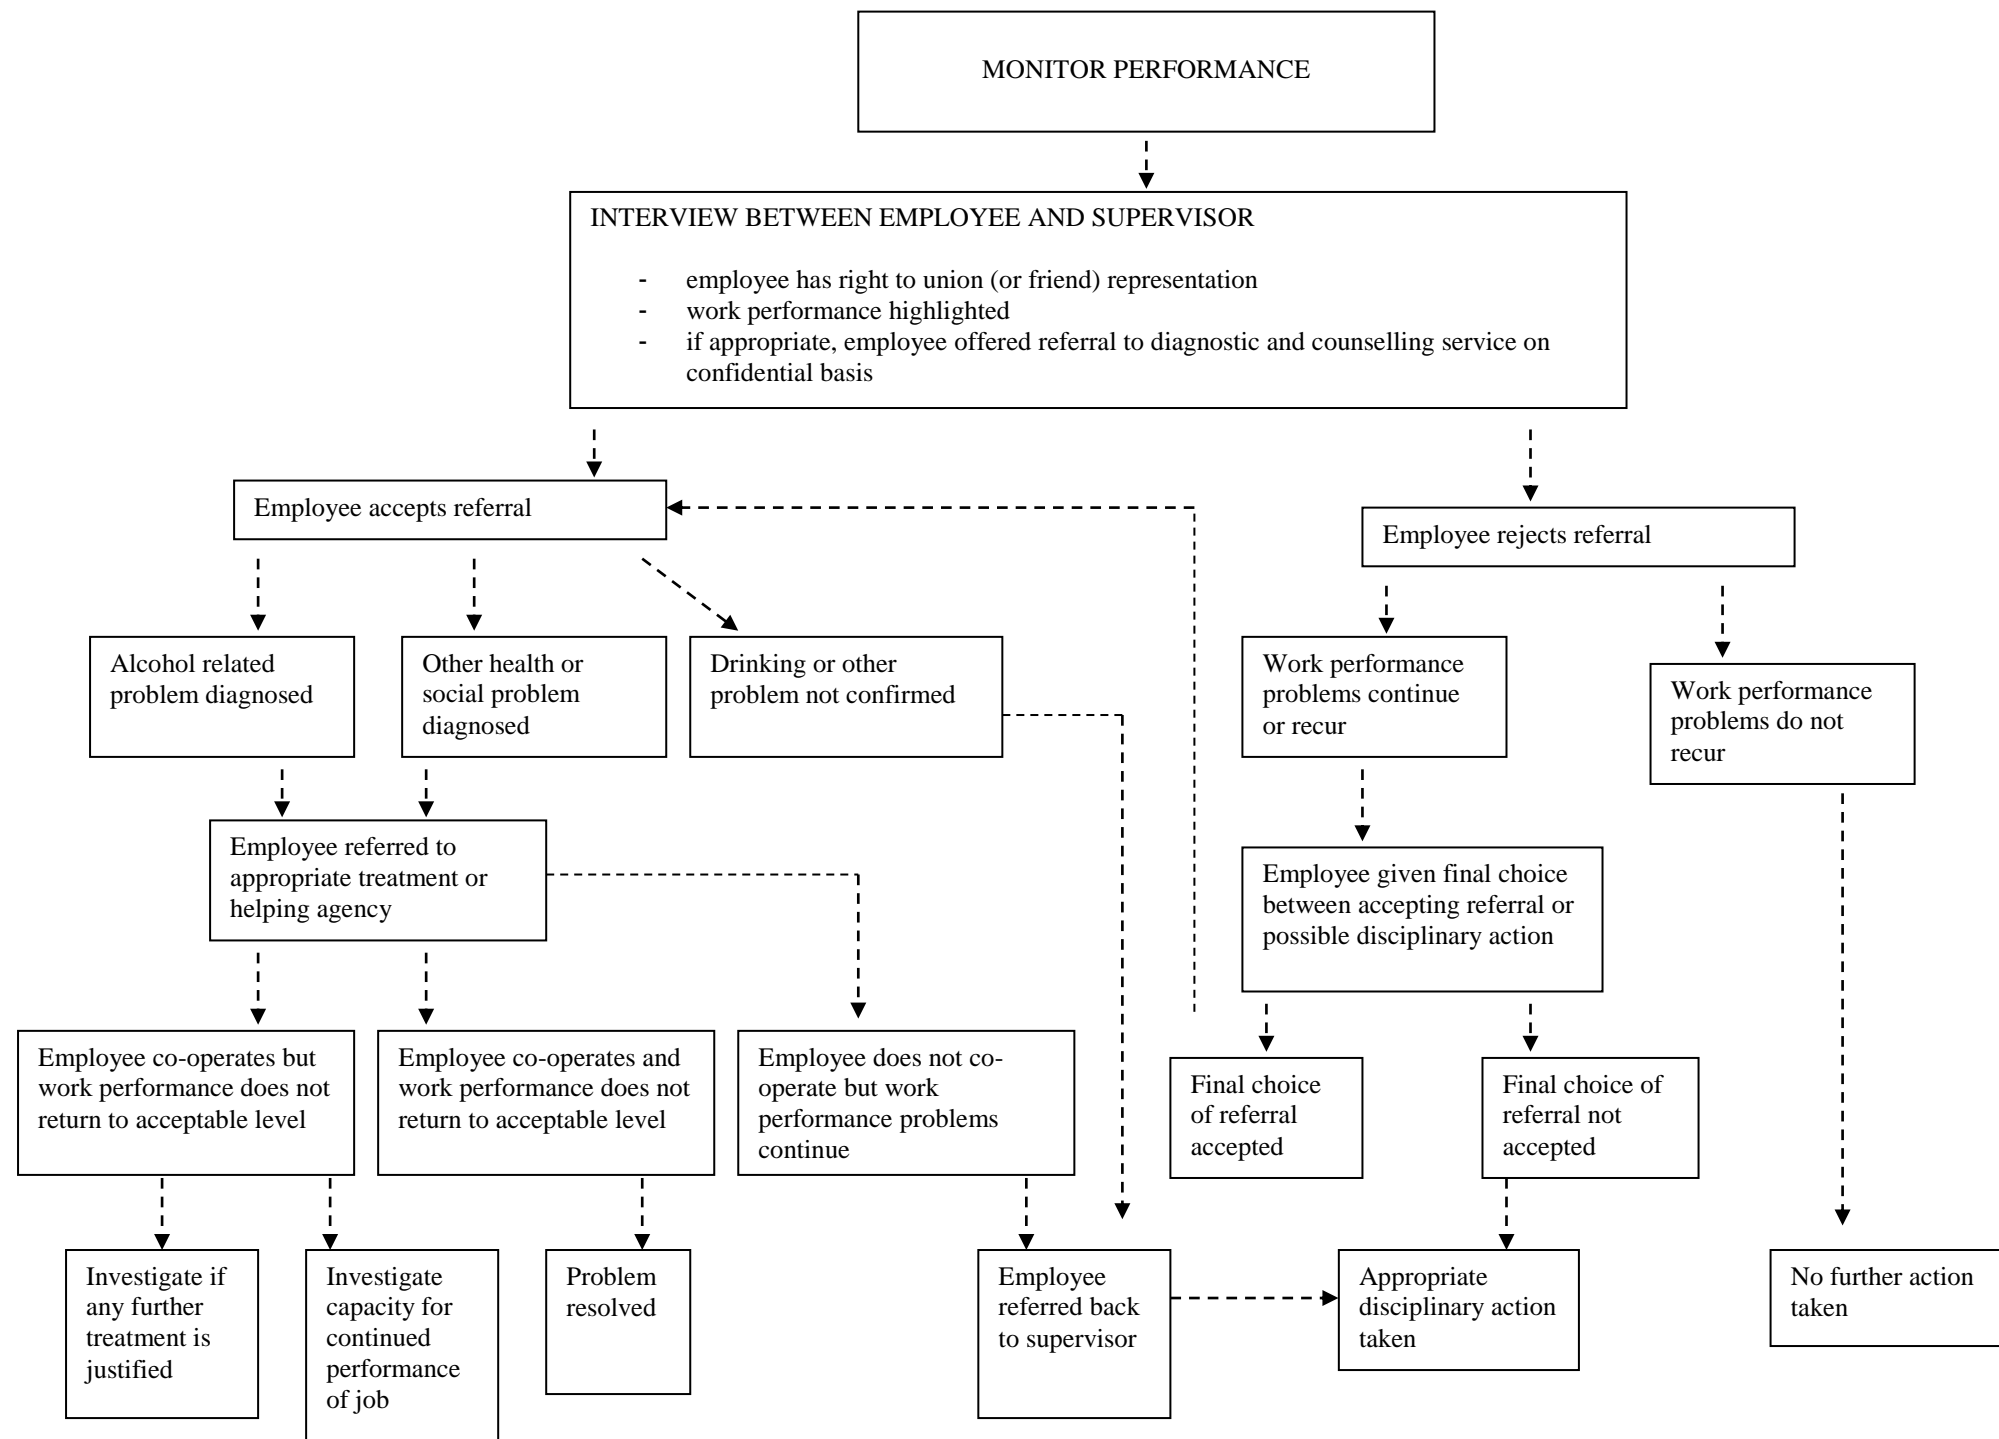 MONITOR PERFORMANCE
INTERVIEW BETWEEN EMPLOYEE AND SUPERVISOR
- employee has right to union (or friend) representation
- work performance highlighted
- if appropriate, employee offered referral to diagnostic and counselling service on
confidential basis
Employee accepts referral
Employee rejects referral
Alcohol related
problem diagnosed
Other health or
social problem
diagnosed
Drinking or other
problem not confirmed
Work performance
problems continue
or recur
Work performance
problems do not
recur
Employee referred to
appropriate treatment or
helping agency
Employee given final choice
between accepting referral or
possible disciplinary action
Employee co-operates but
work performance does not
return to acceptable level
Employee co-operates and
work performance does not
return to acceptable level
Employee does not co-
operate but work
performance problems
continue
Final choice
of referral
accepted
Final choice of
referral not
accepted
Investigate if
any further
treatment is
justified
Investigate
capacity for
continued
performance
of job
Problem
resolved
Employee
referred back
to supervisor
Appropriate
disciplinary action
taken
No further action
taken